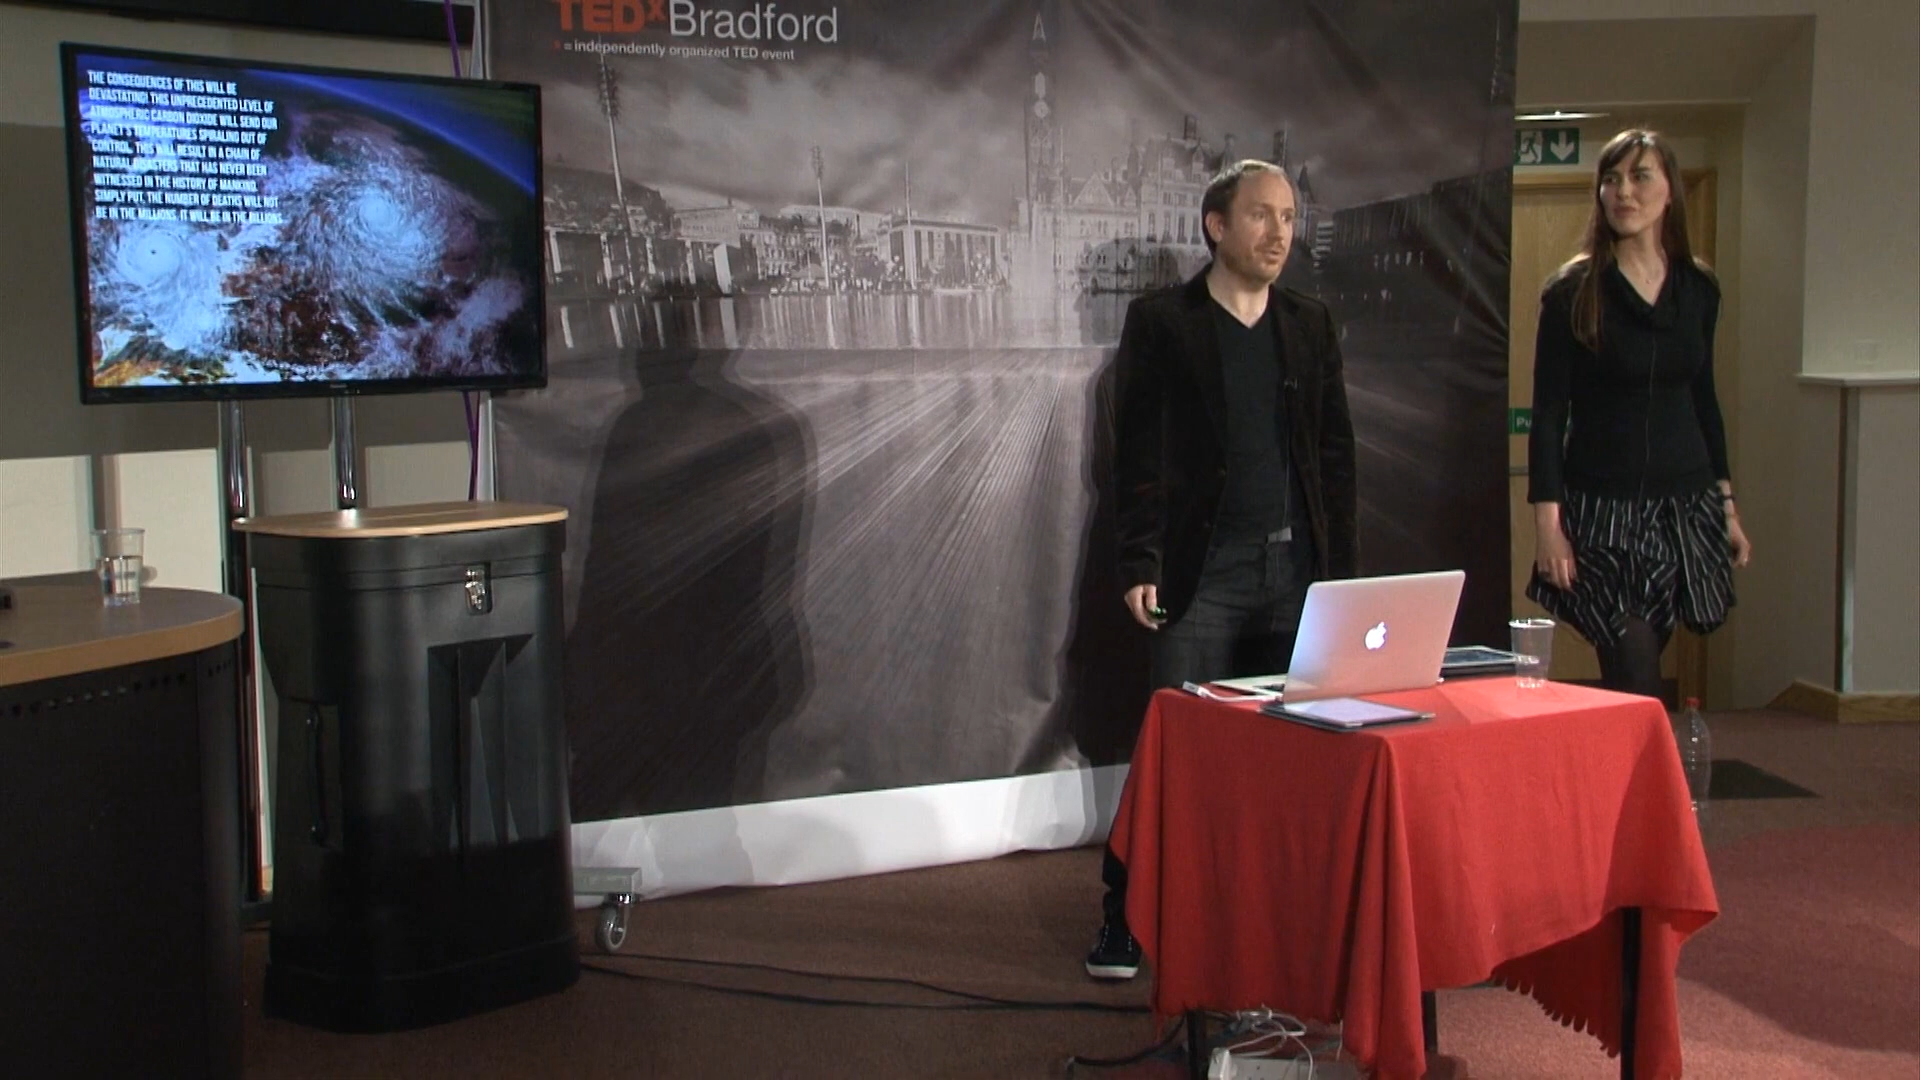 TEDxBradford
x = independently organized TED event
THE CONSEQUENCES OF THIS WILL BE
DEVASTATING! THIS UNPRECEDENTED LEVEL OF
ATMOSPHERIC CARBON DIOXIDE WILL SEND OUR
PLANET'S TEMPERATURES SPIRALING OUT OF
CONTROL. THIS WILL RESULT IN A CHAIN OF
NATURAL DISASTERS THAT HAS NEVER BEEN
WITNESSED IN THE HISTORY OF MANKIND.
SIMPLY PUT, THE NUMBER OF DEATHS WILL NOT
BE IN THE MILLIONS. IT WILL BE IN THE BILLIONS